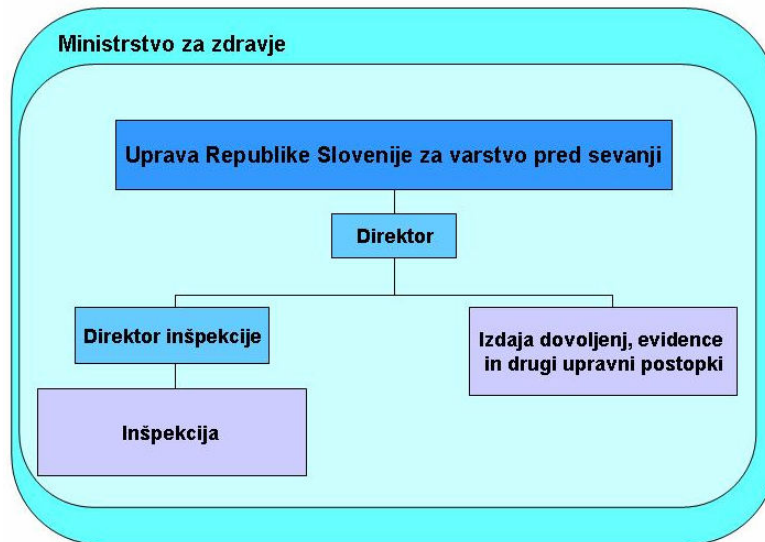 Ministrstvo za zdravje
Uprava Republike Slovenije za varstvo pred sevanji
Direktor
Direktor inšpekcije
Izdaja dovoljenj, evidence
in drugi upravni postopki
Inšpekcija